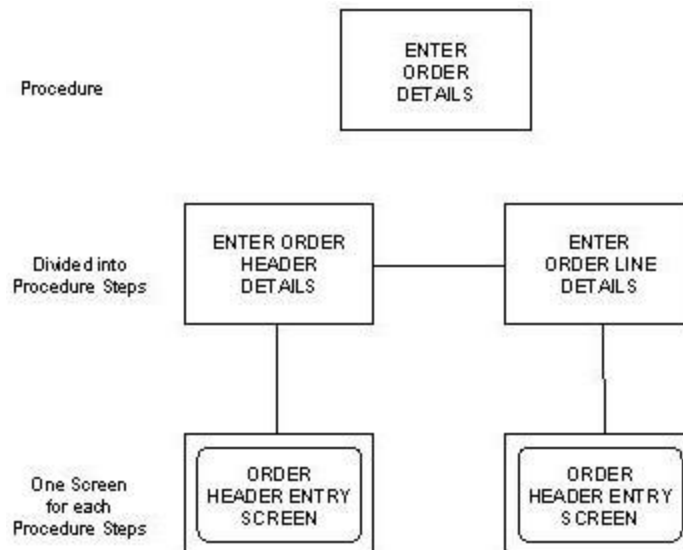 Procedure
ENTER
ORDER
DETAILS
Divided into
Procedure Steps
ENTER ORDER
HEADER
DETAILS
ENTER
ORDER LINE
DETAILS
One Screen
for each
Procedure Steps
ORDER
HEADER ENTRY
SCREEN
ORDER
HEADER ENTRY
SCREEN